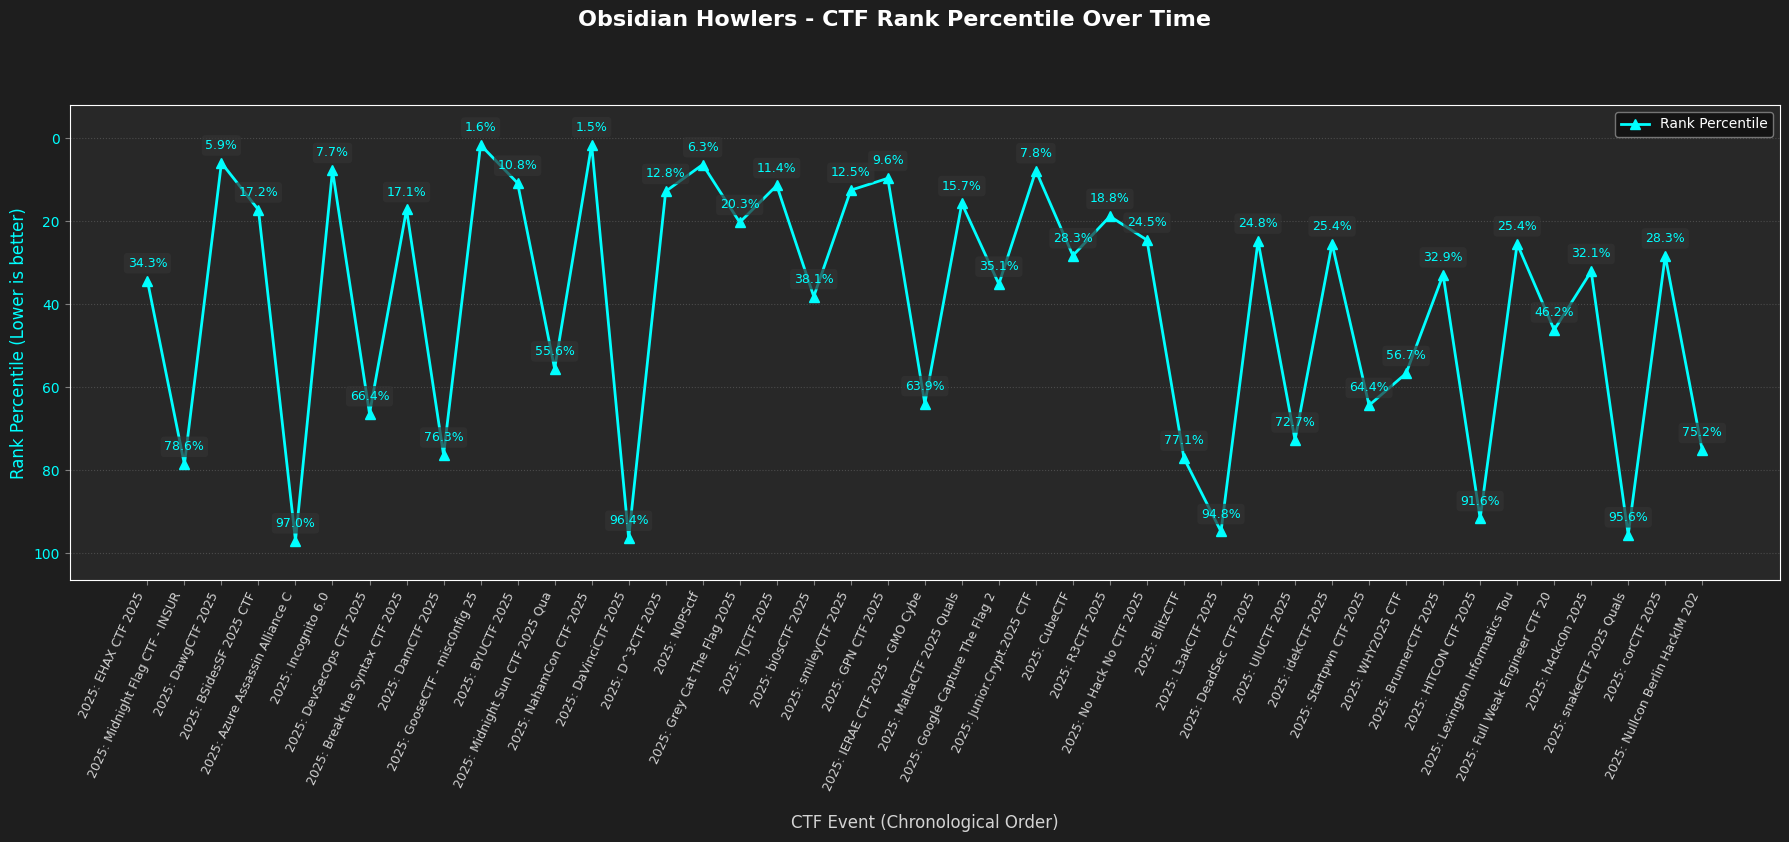 Obsidian Howlers - CTF Rank Percentile Over Time
Rank Percentile
Rank Percentile (Lower is better)
0
20
40
60
80
100
34.3%
78.6%
5.9%
17.2%
97.0%
7.7%
66.4%
17.1%
76.3%
1.6%
10.8%
55.6%
1.5%
96.4%
12.8%
6.3%
20.3%
11.4%
38.1%
12.5%
9.6%
63.9%
15.7%
35.1%
7.8%
28.3%
18.8%
24.5%
77.1%
94.8%
24.8%
72.7%
25.4%
64.4%
56.7%
32.9%
91.6%
25.4%
46.2%
32.1%
95.6%
28.3%
75.2%
2025: EHAX CTF 2025
2025: Midnight Flag CTF - INSUR
2025: DawgCTF 2025
2025: BSidesSF 2025 CTF
2025: Azure Assassin Alliance C
2025: Incognito 6.0
2025: DevSecOps CTF 2025
2025: Break the Syntax CTF 2025
2025: DamCTF 2025
2025: GooseCTF - misc0nfig 25
2025: BYUCTF 2025
2025: Midnight Sun CTF 2025 Qua
2025: NahamCon CTF 2025
2025: DaVinciCTF 2025
2025: D^3CTF 2025
2025: N0PSctf
2025: Grey Cat The Flag 2025
2025: TJCTF 2025
2025: bi0sCTF 2025
2025: smileyCTF 2025
2025: GPN CTF 2025
2025: IERAE CTF 2025 - GMO Cybe
2025: MaltaCTF 2025 Quals
2025: Google Capture The Flag 2
2025: Junior.Crypt.2025 CTF
2025: CubeCTF
2025: R3CTF 2025
2025: No Hack No CTF 2025
2025: BlitzCTF
2025: L3akCTF 2025
2025: DeadSec CTF 2025
2025: UIUCTF 2025
2025: idekCTF 2025
2025: Startpwn CTF 2025
2025: WHY2025 CTF
2025: BrunnerCTF 2025
2025: HITCON CTF 2025
2025: Lexington Informatics Tou
2025: Full Weak Engineer CTF 20
2025: h4ckc0n 2025
2025: snakeCTF 2025 Quals
2025: corCTF 2025
2025: Nullcon Berlin HackIM 202
CTF Event (Chronological Order)